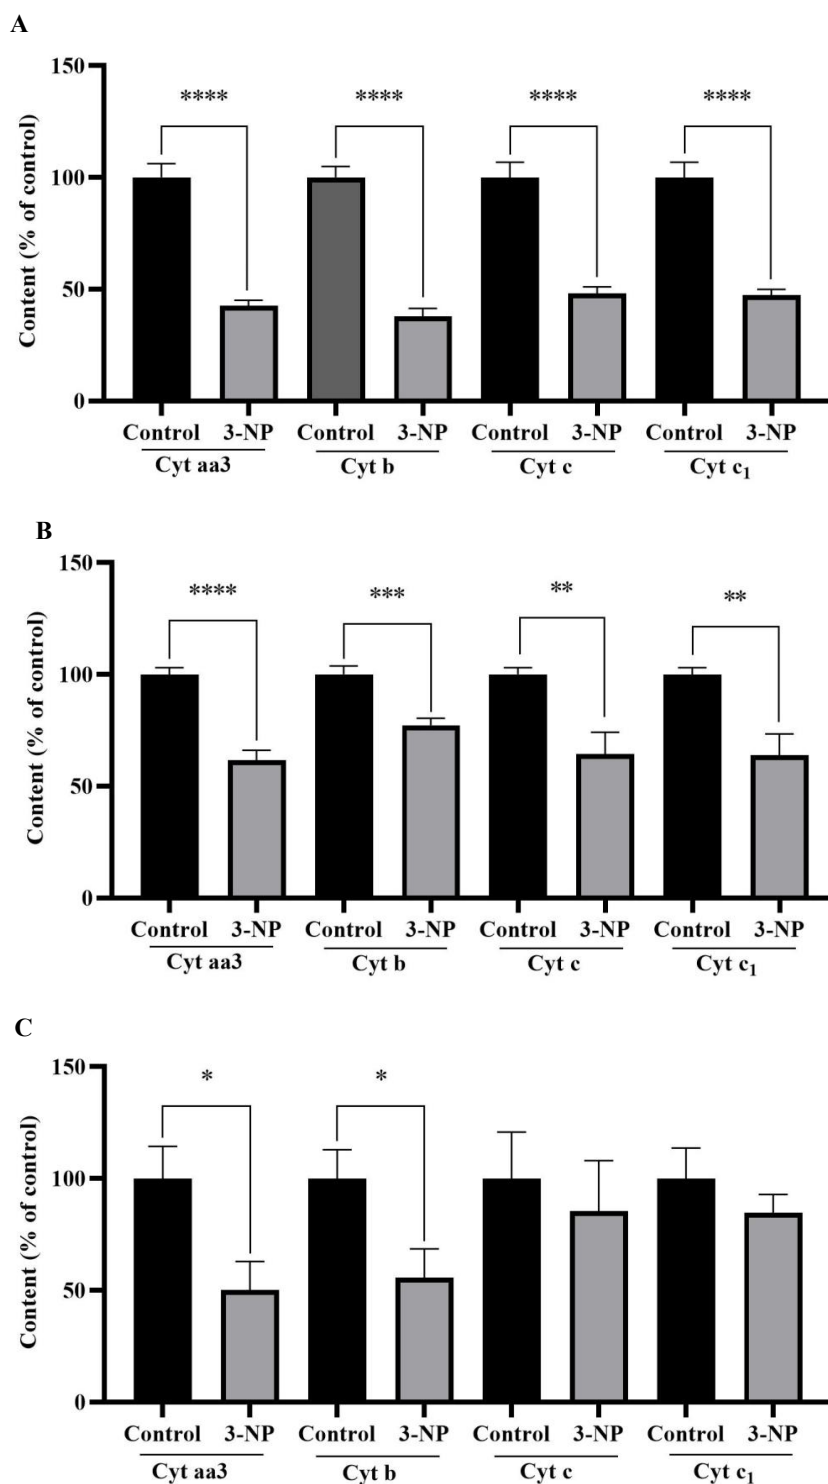 A
150
100
50
0
Content (% of control)
**** **** **** ****
Control 3-NP Control 3-NP Control 3-NP Control 3-NP
Cyt aa3 Cyt b Cyt c Cyt c₁
B
150
100
50
0
Content (% of control)
**** *** ** **
Control 3-NP Control 3-NP Control 3-NP Control 3-NP
Cyt aa3 Cyt b Cyt c Cyt c₁
C
150
100
50
0
Content (% of control)
* *
Control 3-NP Control 3-NP Control 3-NP Control 3-NP
Cyt aa3 Cyt b Cyt c Cyt c₁